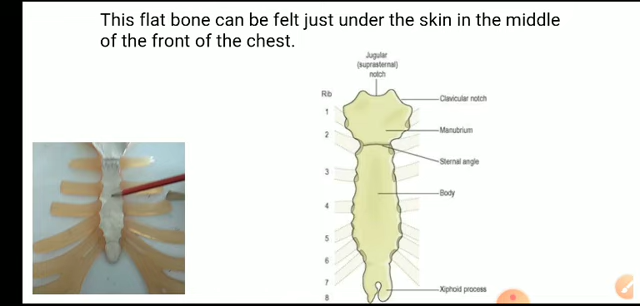 This flat bone can be felt just under the skin in the middle
of the front of the chest.
Jugular
(suprasternal)
notch
Rib
Clavicular notch
1
Manubrium
2
Sternal angle
3
Body
4
5
6
7
Xiphoid process
8